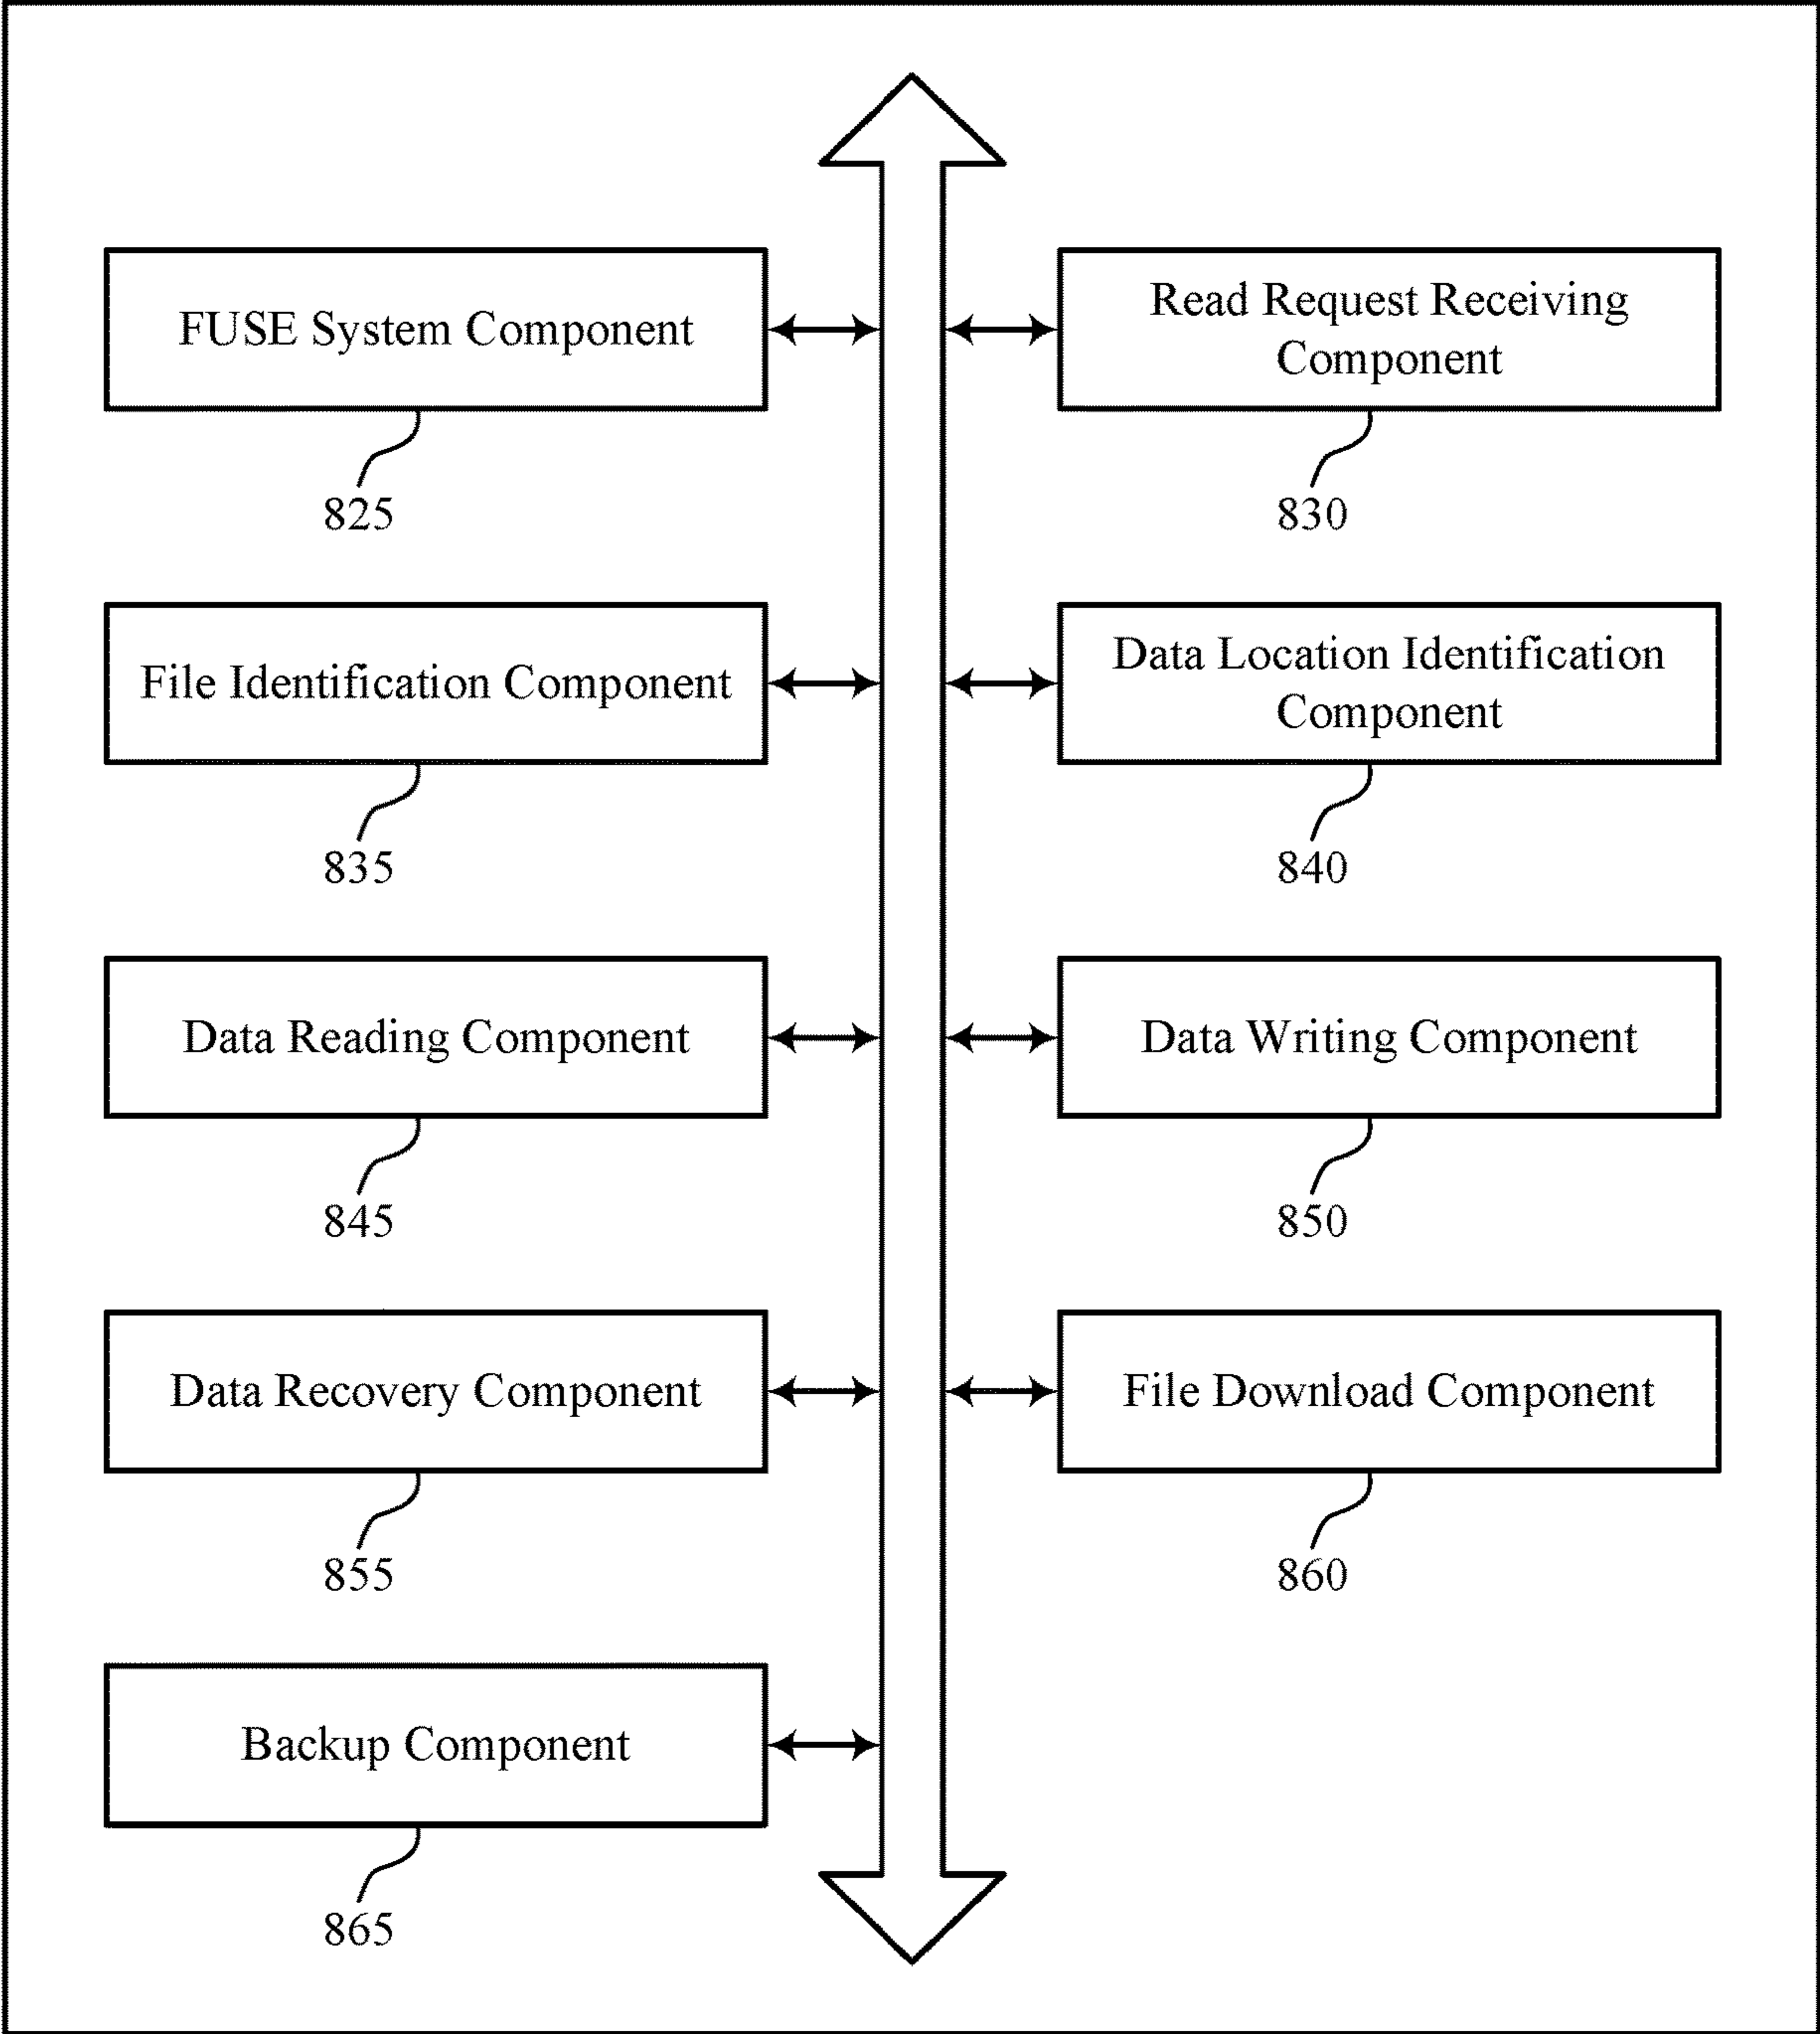 FUSE System Component
825
Read Request Receiving
Component
830
File Identification Component
835
Data Location Identification
Component
840
Data Reading Component
845
Data Writing Component
850
Data Recovery Component
855
File Download Component
860
Backup Component
865